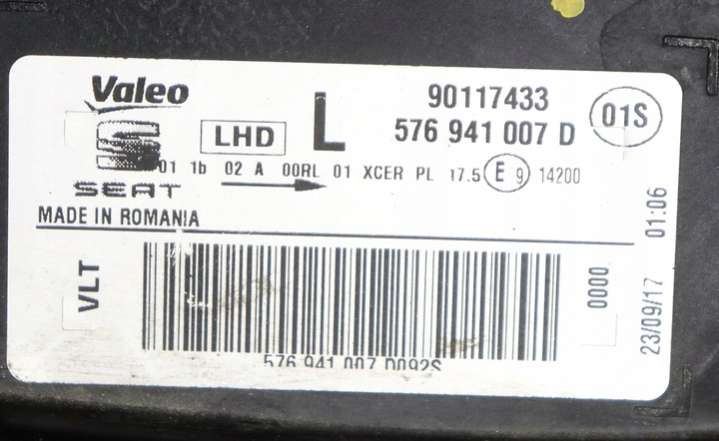 Valeo
90117433
01S
LHD L 576 941 007 D
01 1b 02 A 00RL 01 XCER PL 17.5 E 9 14200
SEAT
MADE IN ROMANIA
VLT
0000
23/09/17 01:06
576 941 007 D092S